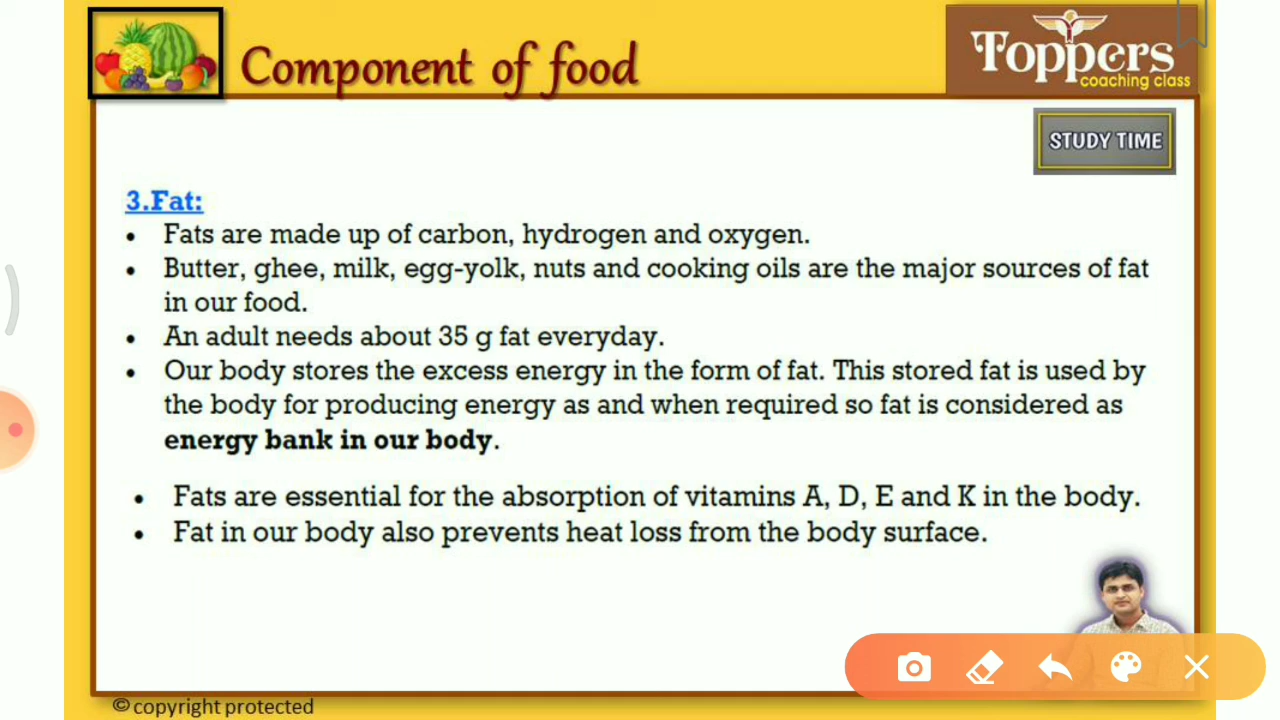 Component of food
Toppers
coaching class
STUDY TIME
3.Fat:
• Fats are made up of carbon, hydrogen and oxygen.
• Butter, ghee, milk, egg-yolk, nuts and cooking oils are the major sources of fat
in our food.
• An adult needs about 35 g fat everyday.
• Our body stores the excess energy in the form of fat. This stored fat is used by
the body for producing energy as and when required so fat is considered as
energy bank in our body.
• Fats are essential for the absorption of vitamins A, D, E and K in the body.
• Fat in our body also prevents heat loss from the body surface.
© copyright protected